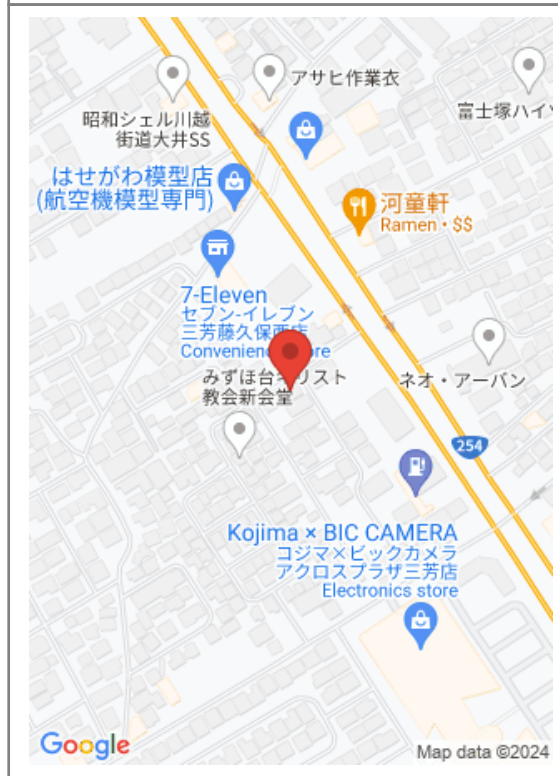 アサヒ作業衣
昭和シェル川越
街道大井SS
富士塚ハイツ
はせがわ模型店
(航空機模型専門)
河童軒
Ramen・$$
7-Eleven
セブン-イレブン
三芳藤久保西店
Convenience
みずほ台キリスト
教会新会堂
ネオ・アーバン
254
Kojima × BIC CAMERA
コジマ×ビックカメラ
アクロスプラザ三芳店
Electronics store
Google
Map data ©2024